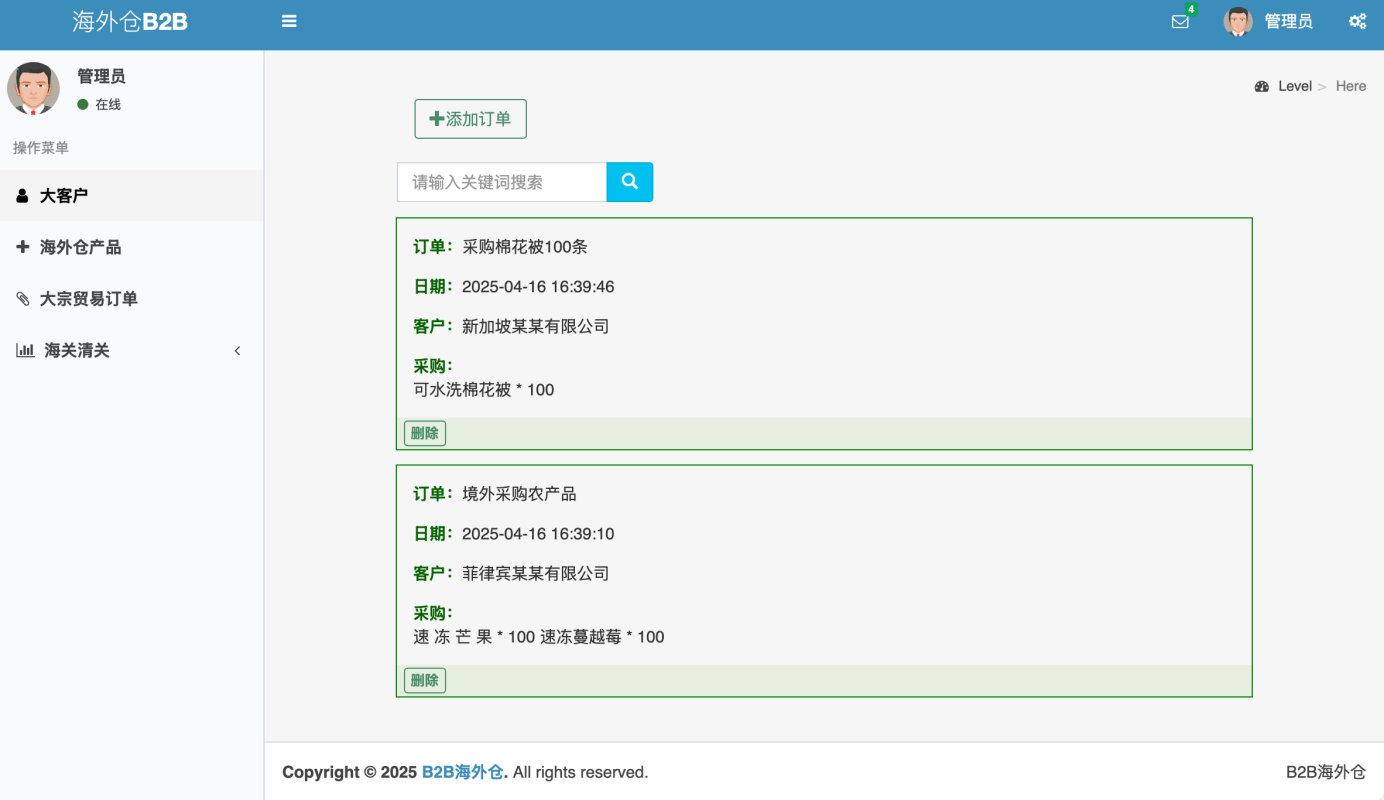 海外仓B2B
4
管理员
管理员
在线
操作菜单
大客户
海外仓产品
大宗贸易订单
海关清关
Level > Here
添加订单
请输入关键词搜索
订单：采购棉花被100条
日期：2025-04-16 16:39:46
客户：新加坡某某有限公司
采购：
可水洗棉花被 * 100
删除
订单：境外采购农产品
日期：2025-04-16 16:39:10
客户：菲律宾某某有限公司
采购：
速 冻 芒 果 * 100 速冻蔓越莓 * 100
删除
Copyright © 2025 B2B海外仓. All rights reserved.
B2B海外仓